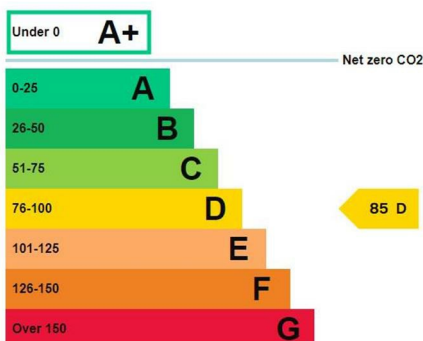 Under 0 A+
Net zero CO2
0-25 A
26-50 B
51-75 C
76-100 D
85 D
101-125 E
126-150 F
Over 150 G